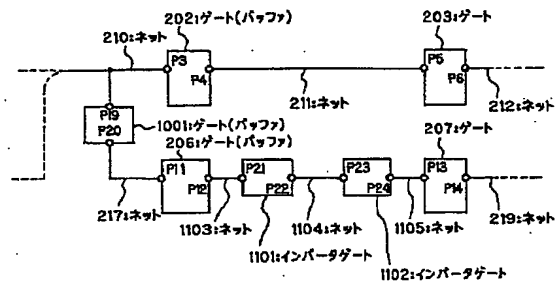 202:ゲート(バッファ)
203:ゲート
210:ネット
P3
P4
P5
P6
211:ネット
212:ネット
P19
P20
1001:ゲート(バッファ)
206:ゲート(バッファ)
207:ゲート
P11
P12
P21
P22
P23
P24
P13
P14
217:ネット
1103:ネット
1104:ネット
1105:ネット
219:ネット
1101:インバータゲート
1102:インバータゲート